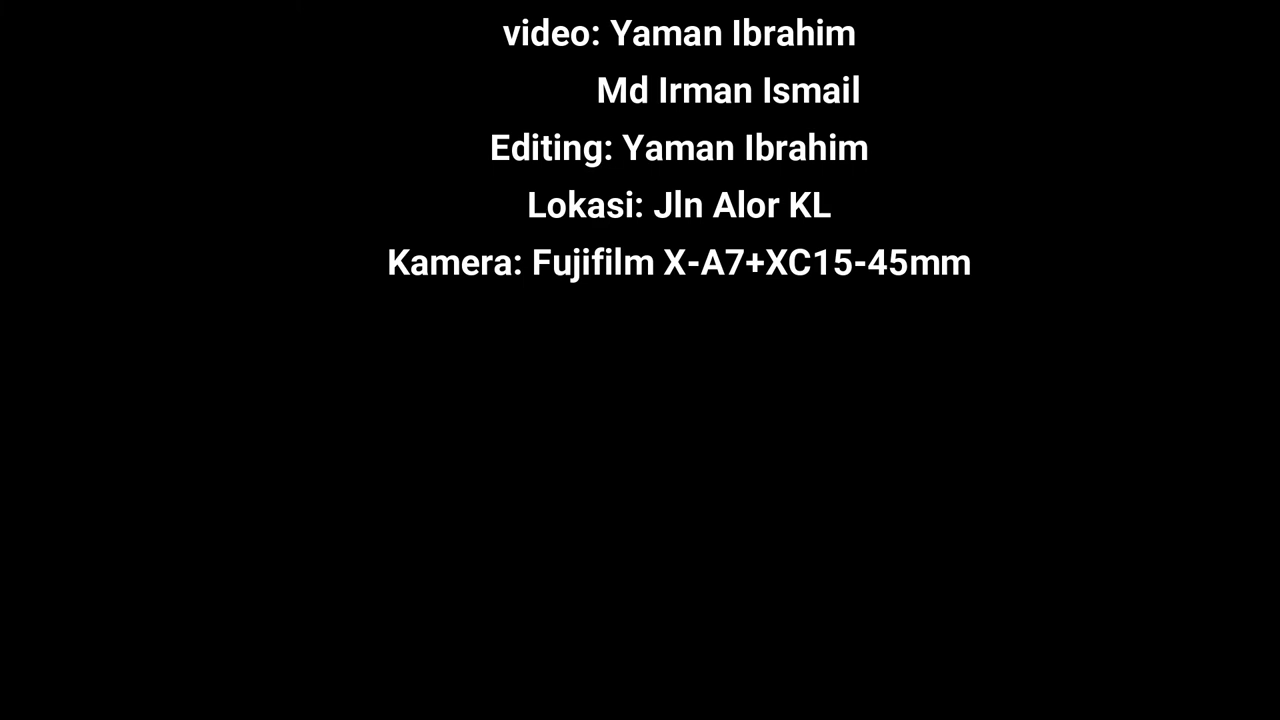 video: Yaman Ibrahim
Md Irman Ismail
Editing: Yaman Ibrahim
Lokasi: Jln Alor KL
Kamera: Fujifilm X-A7+XC15-45mm